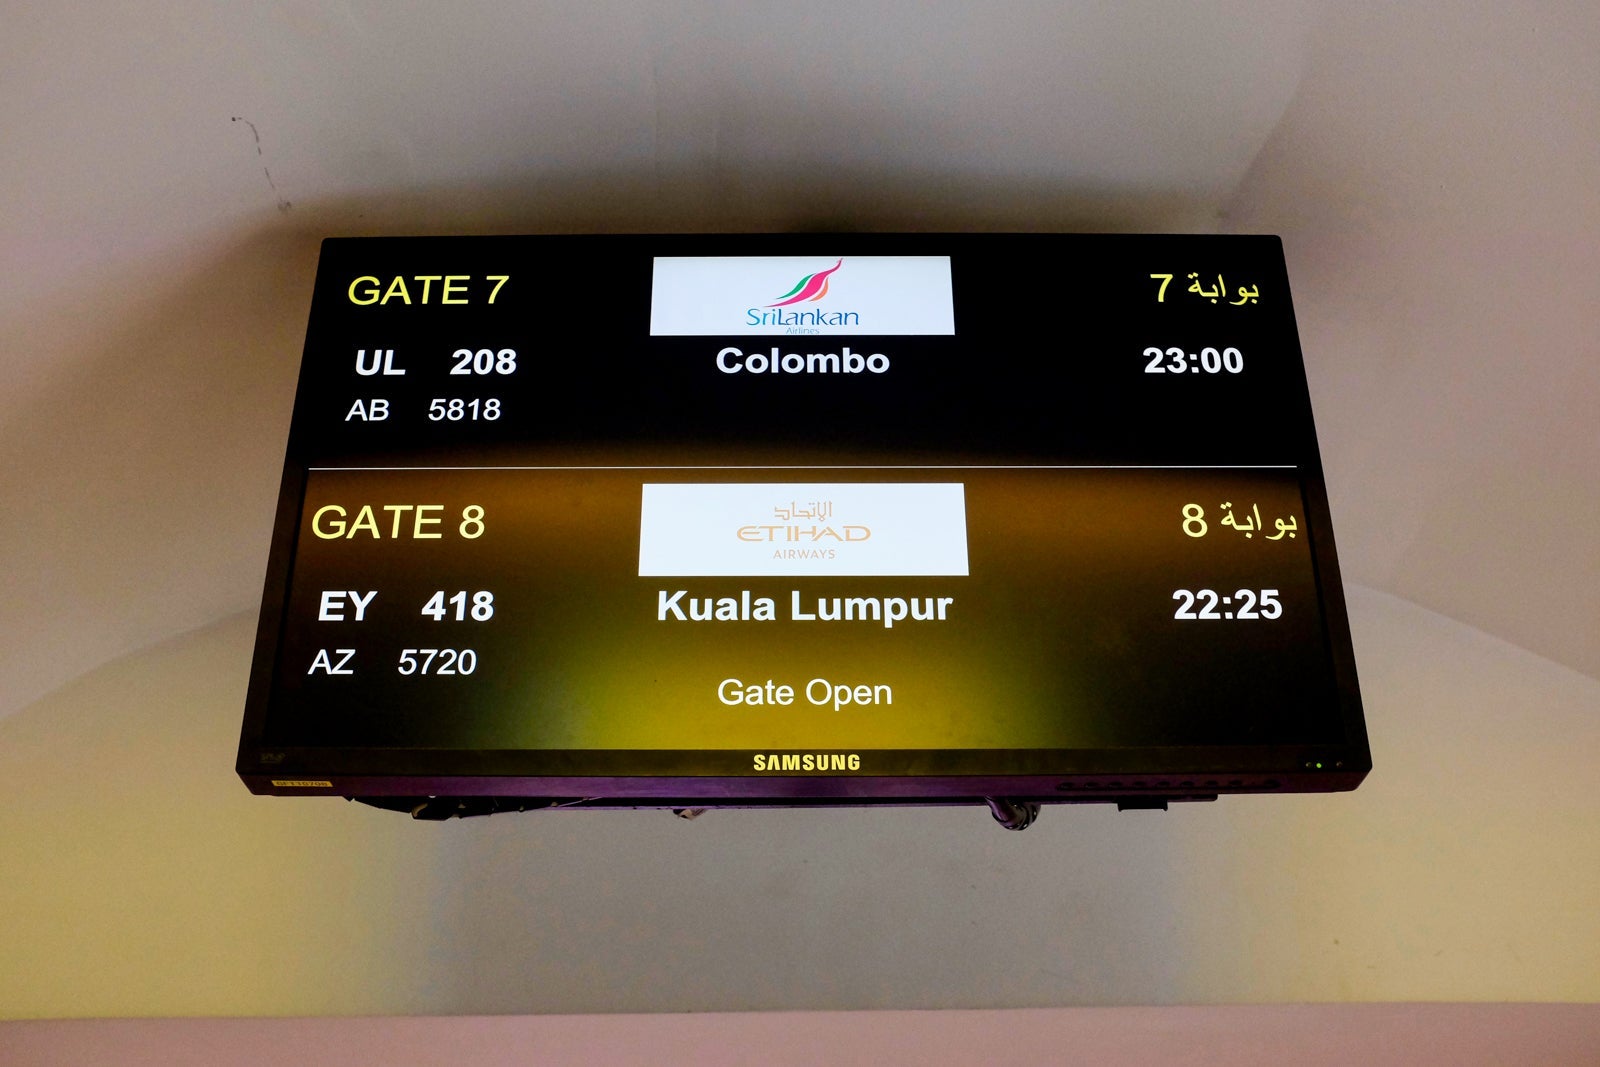 GATE 7
SriLankan
Airlines
بوابة 7
UL 208
Colombo
23:00
AB 5818
GATE 8
الإتحاد
ETIHAD
AIRWAYS
بوابة 8
EY 418
Kuala Lumpur
22:25
AZ 5720
Gate Open
SAMSUNG